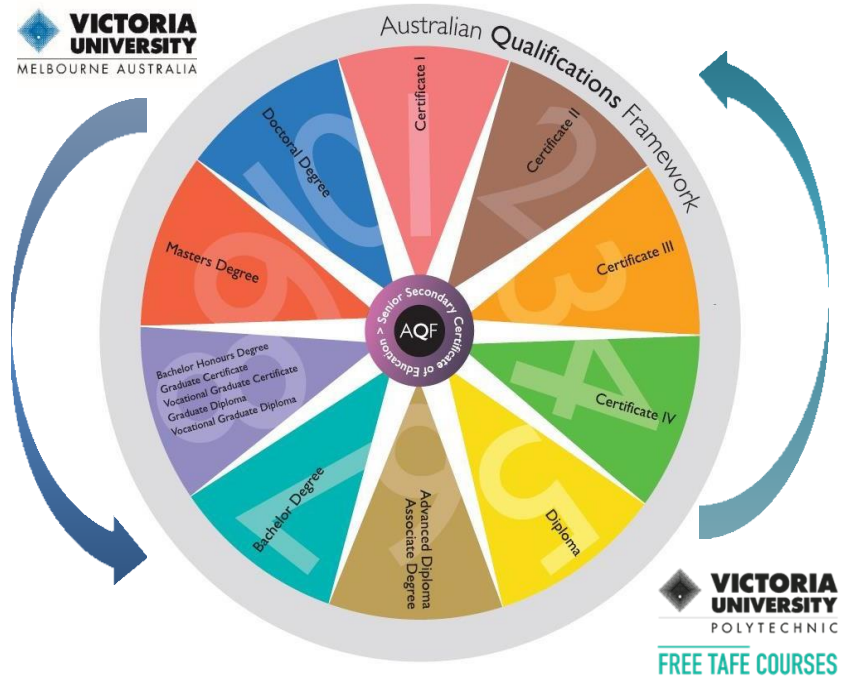 VICTORIA
UNIVERSITY
MELBOURNE AUSTRALIA
Australian Qualifications Framework
1
Certificate I
2
Certificate II
3
Certificate III
4
Certificate IV
5
Diploma
6
Advanced Diploma
Associate Degree
7
Bachelor Degree
8
Bachelor Honours Degree
Graduate Certificate
Vocational Graduate Certificate
Graduate Diploma
Vocational Graduate Diploma
9
Masters Degree
10
Doctoral Degree
Senior Secondary Certificate of Education >
AQF
VICTORIA
UNIVERSITY
POLYTECHNIC
FREE TAFE COURSES